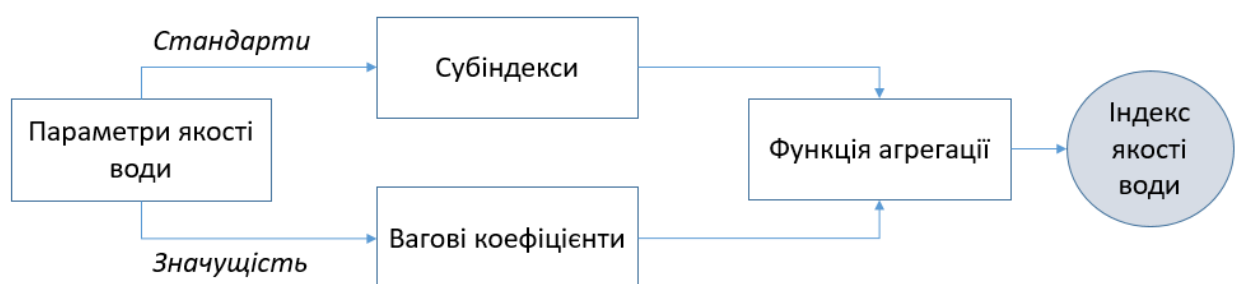 Стандарти
Субіндекси
Параметри якості
води
Функція агрегації
Індекс
якості
води
Вагові коефіцієнти
Значущість